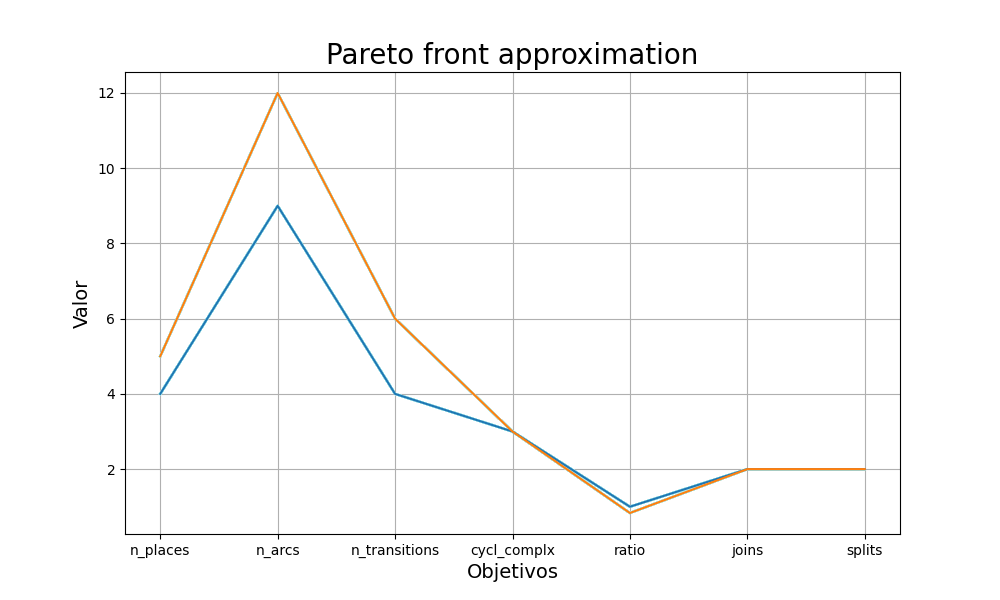 Pareto front approximation
12
10
8
6
4
2
Valor
n_places n_arcs n_transitions cycl_complx ratio joins splits
Objetivos